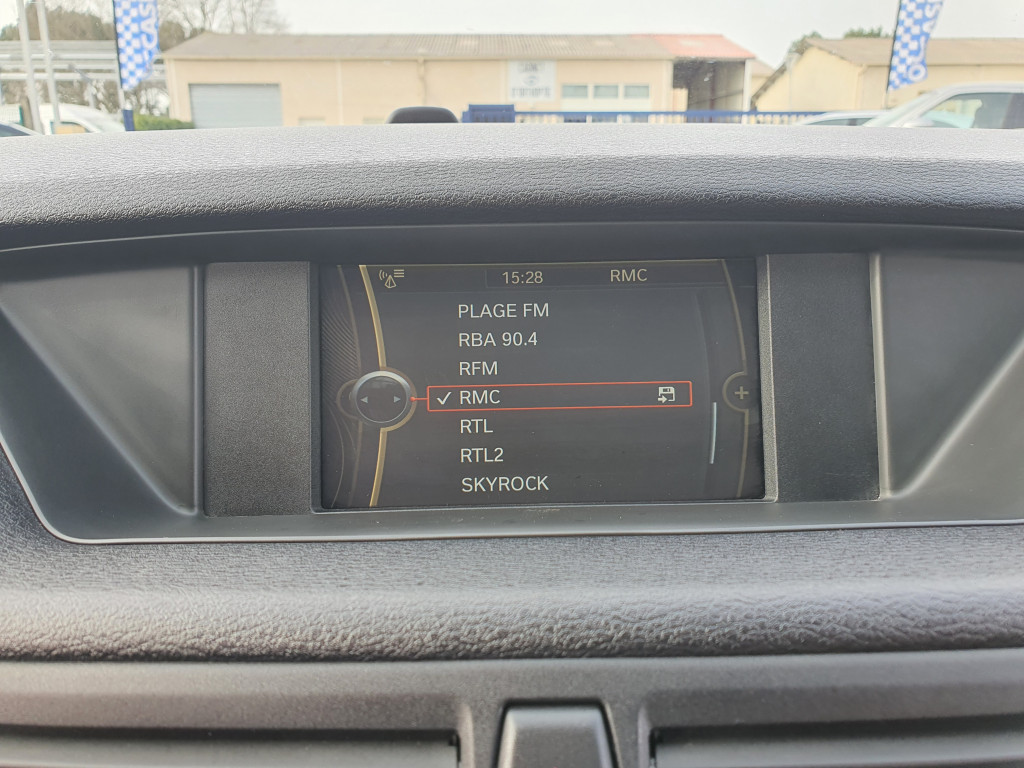 15:28 RMC
PLAGE FM
RBA 90.4
RFM
RMC
RTL
RTL2
SKYROCK